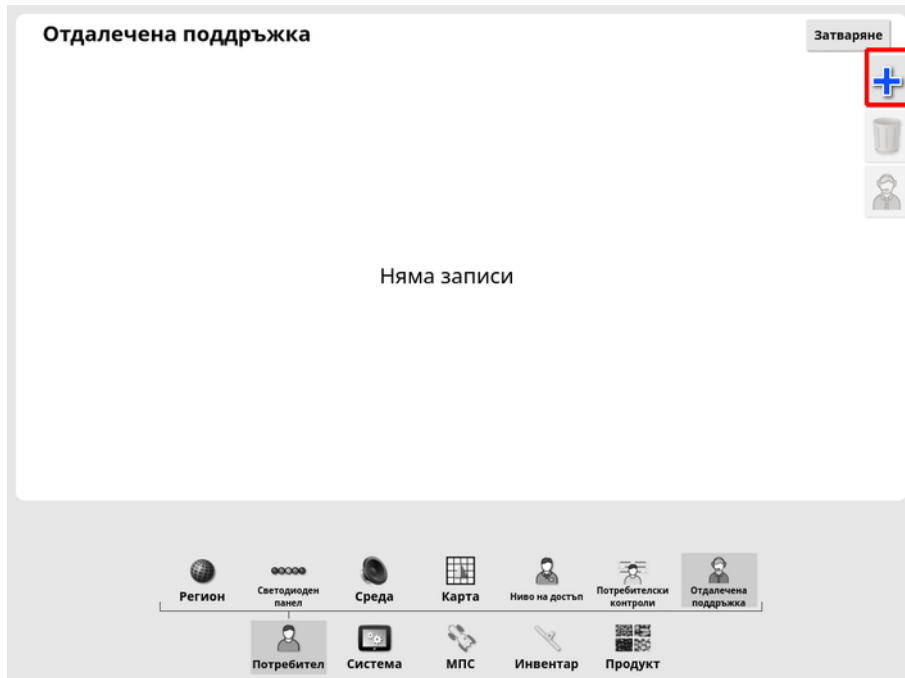 Отдалечена поддръжка
Затваряне
Няма записи
Регион
Светодиоден
панел
Среда
Карта
Ниво на достъп
Потребителски
контроли
Отдалечена
поддръжка
Потребител
Система
МПС
Инвентар
Продукт